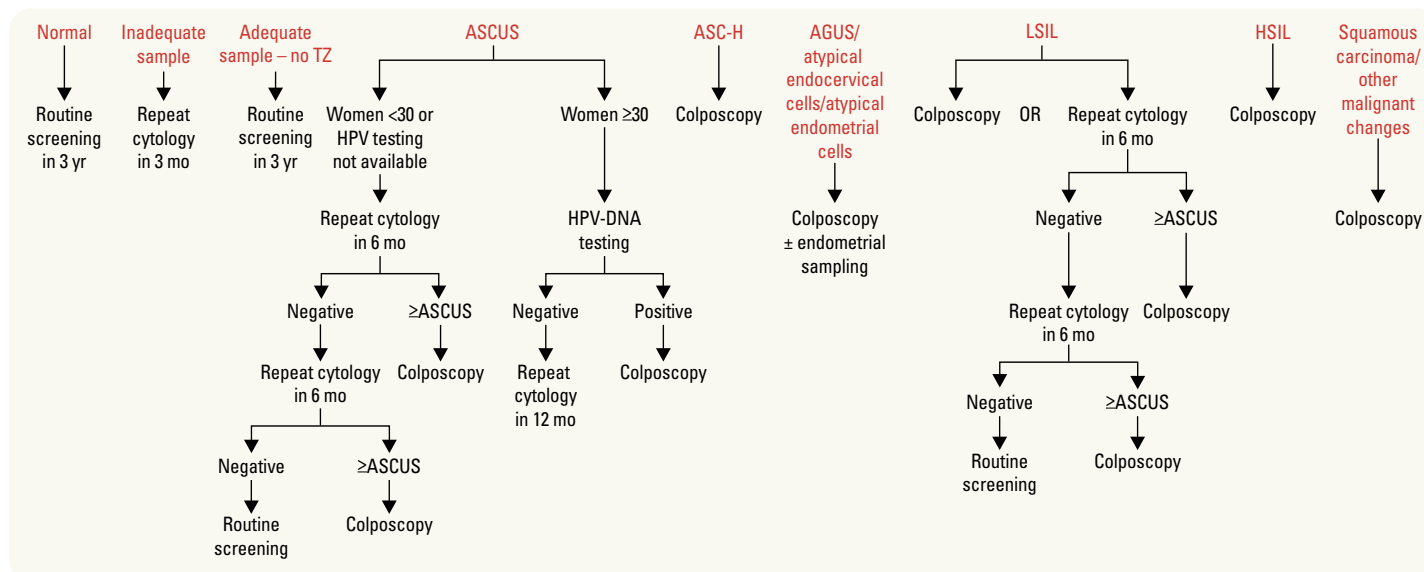 Normal
Inadequate
sample
Adequate
sample – no TZ
ASCUS
ASC-H
AGUS/
atypical
endocervical
cells/atypical
endometrial
cells
LSIL
HSIL
Squamous
carcinoma/
other
malignant
changes
Routine
screening
in 3 yr
Repeat
cytology
in 3 mo
Routine
screening
in 3 yr
Women <30 or
HPV testing
not available
Women ≥30
Colposcopy
Colposcopy
OR
Repeat cytology
in 6 mo
Colposcopy
Repeat cytology
in 6 mo
HPV-DNA
testing
Colposcopy
± endometrial
sampling
Negative
≥ASCUS
Colposcopy
Negative
≥ASCUS
Negative
Positive
Repeat cytology
in 6 mo
Colposcopy
Repeat cytology
in 6 mo
Colposcopy
Repeat
cytology
in 12 mo
Colposcopy
Negative
≥ASCUS
Negative
≥ASCUS
Routine
screening
Colposcopy
Routine
screening
Colposcopy